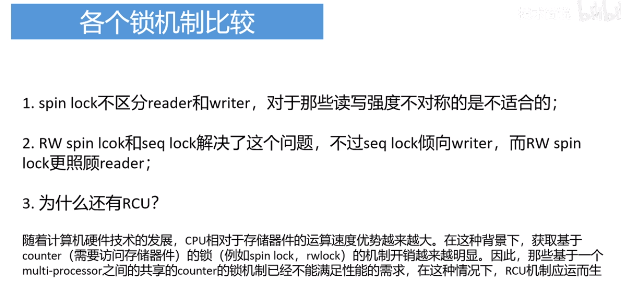 各个锁机制比较
1. spin lock不区分reader和writer，对于那些读写强度不对称的是不适合的；
2. RW spin lcok和seq lock解决了这个问题，不过seq lock倾向writer，而RW spin
lock更照顾reader；
3. 为什么还有RCU？
随着计算机硬件技术的发展，CPU相对于存储器件的运算速度优势越来越大。在这种背景下，获取基于
counter（需要访问存储器件）的锁（例如spin lock，rwlock）的机制开销越来越明显。因此，那些基于一个
multi-processor之间的共享的counter的锁机制已经不能满足性能的需求，在这种情况下，RCU机制应运而生